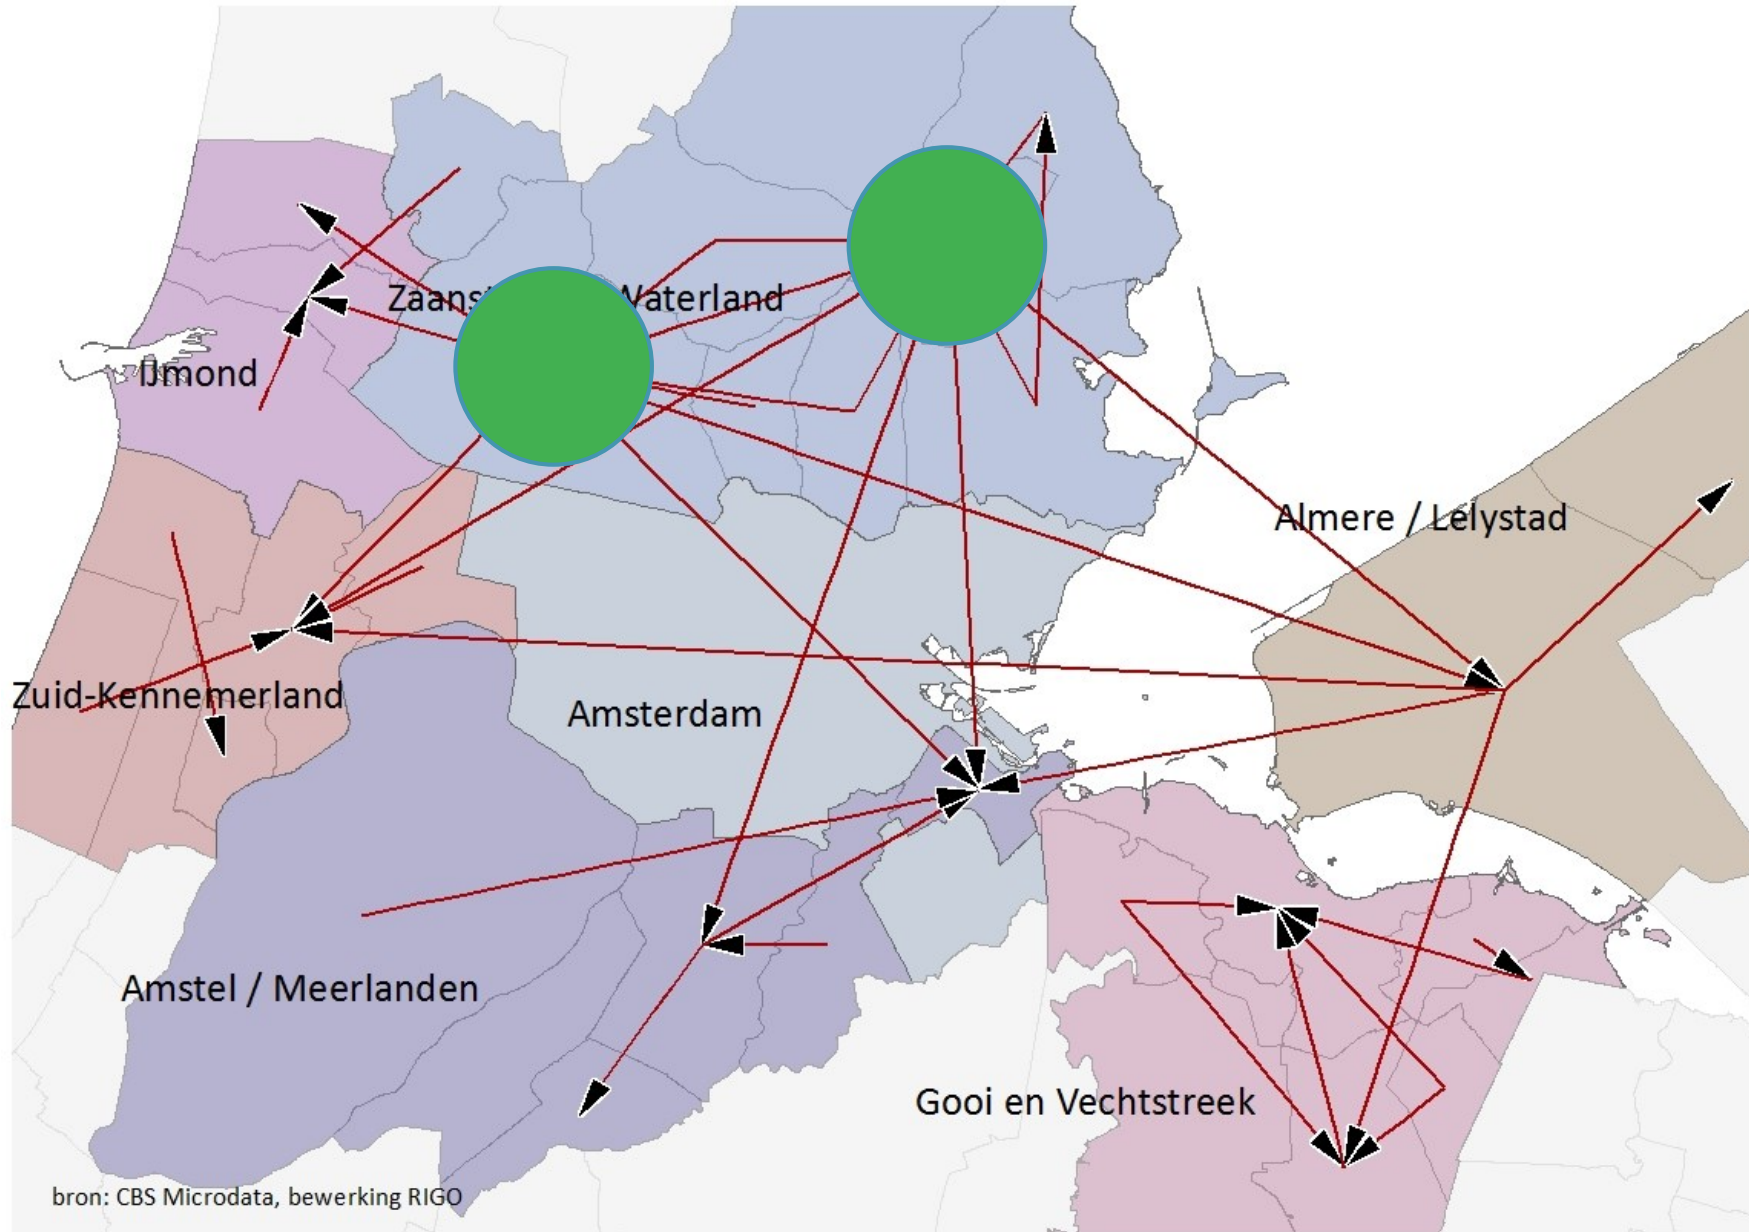 Waterland
IJmond
Almere / Lelystad
Zuid-Kennemerland
Amsterdam
Amstel / Meerlanden
Gooi en Vechtstreek
bron: CBS Microdata, bewerking RIGO